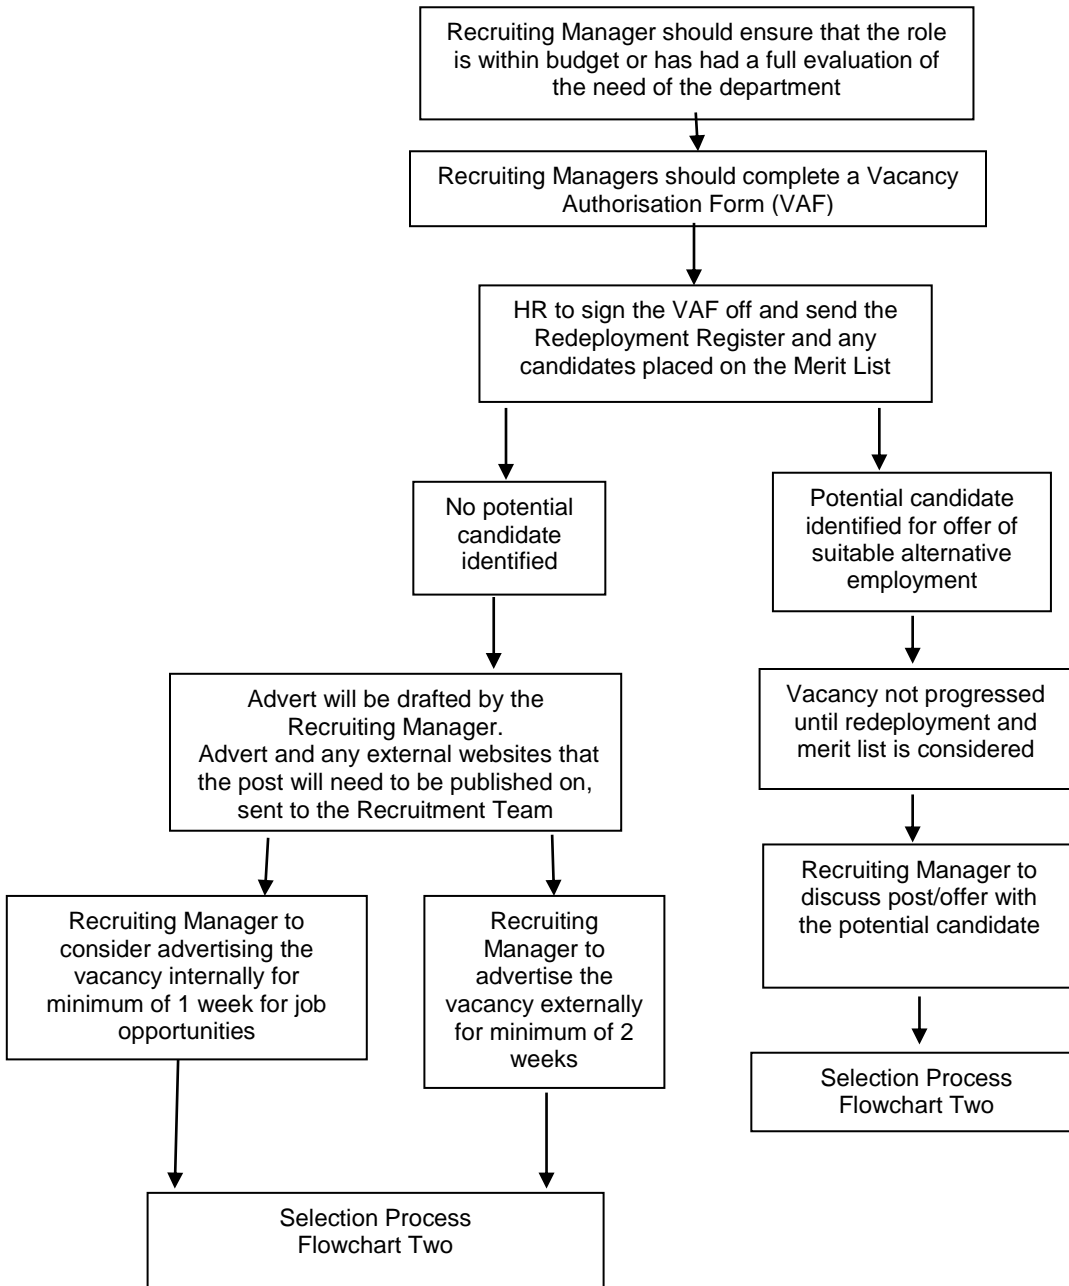 Recruiting Manager should ensure that the role
is within budget or has had a full evaluation of
the need of the department
Recruiting Managers should complete a Vacancy
Authorisation Form (VAF)
HR to sign the VAF off and send the
Redeployment Register and any
candidates placed on the Merit List
No potential
candidate
identified
Potential candidate
identified for offer of
suitable alternative
employment
Advert will be drafted by the
Recruiting Manager.
Advert and any external websites that
the post will need to be published on,
sent to the Recruitment Team
Vacancy not progressed
until redeployment and
merit list is considered
Recruiting Manager to
consider advertising the
vacancy internally for
minimum of 1 week for job
opportunities
Recruiting
Manager to
advertise the
vacancy externally
for minimum of 2
weeks
Recruiting Manager to
discuss post/offer with
the potential candidate
Selection Process
Flowchart Two
Selection Process
Flowchart Two